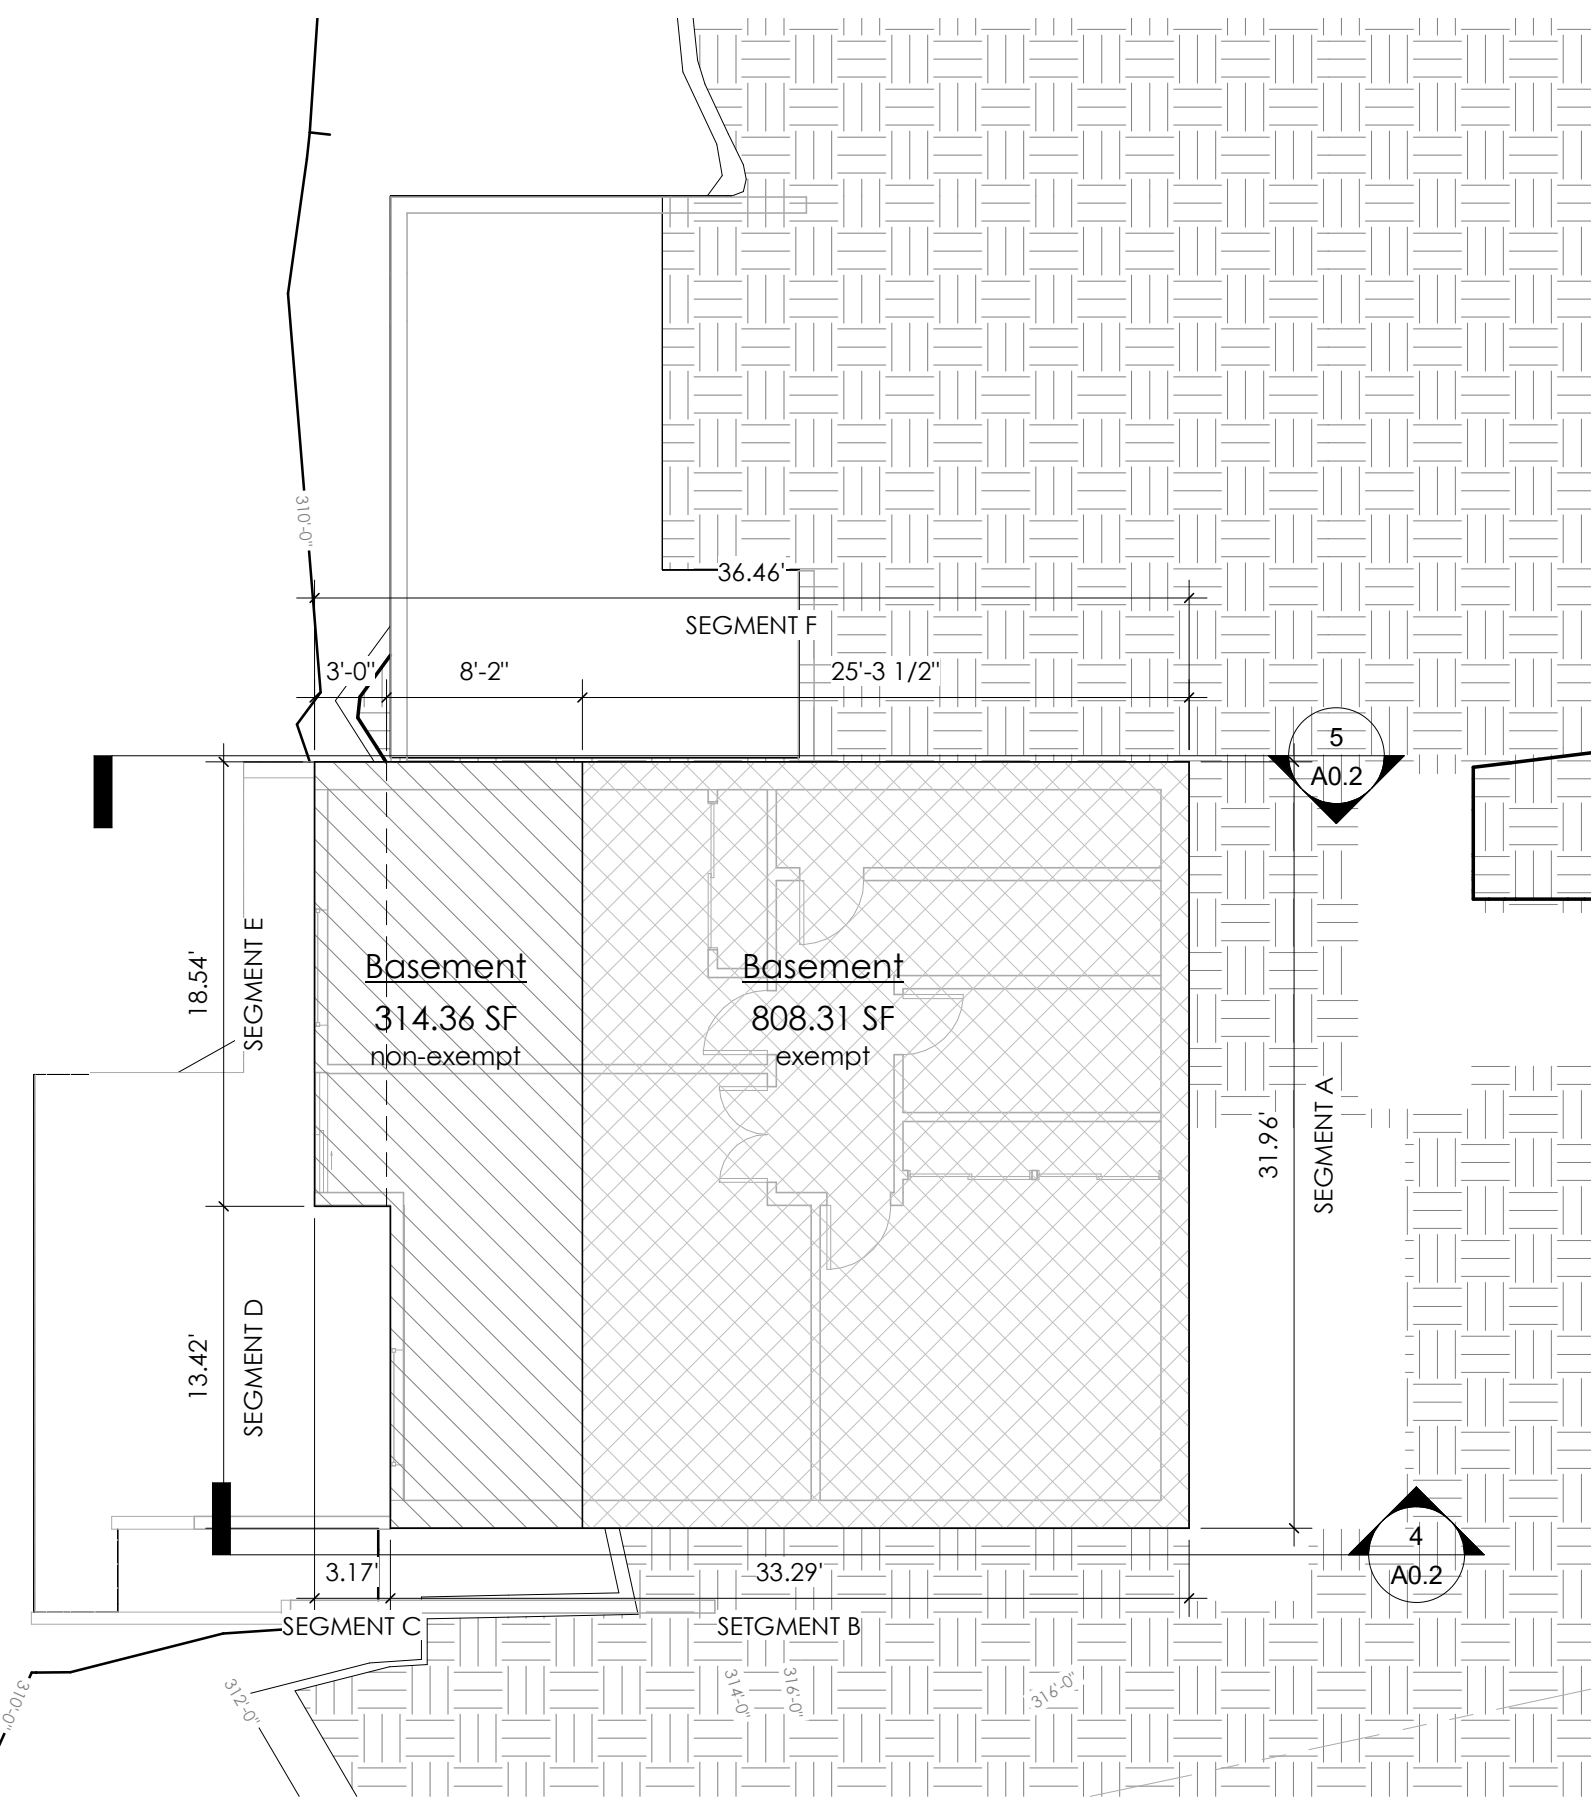 310'-0"
36.46'
SEGMENT F
3'-0"
8'-2"
25'-3 1/2"
5
A0.2
Basement
314.36 SF
non-exempt
Basement
808.31 SF
exempt
18.54'
SEGMENT E
31.96'
SEGMENT A
13.42'
SEGMENT D
4
A0.2
3.17'
33.29'
SEGMENT C
SETGMENT B
310'-0"
312'-0"
314'-0"
316'-0"
316'-0"